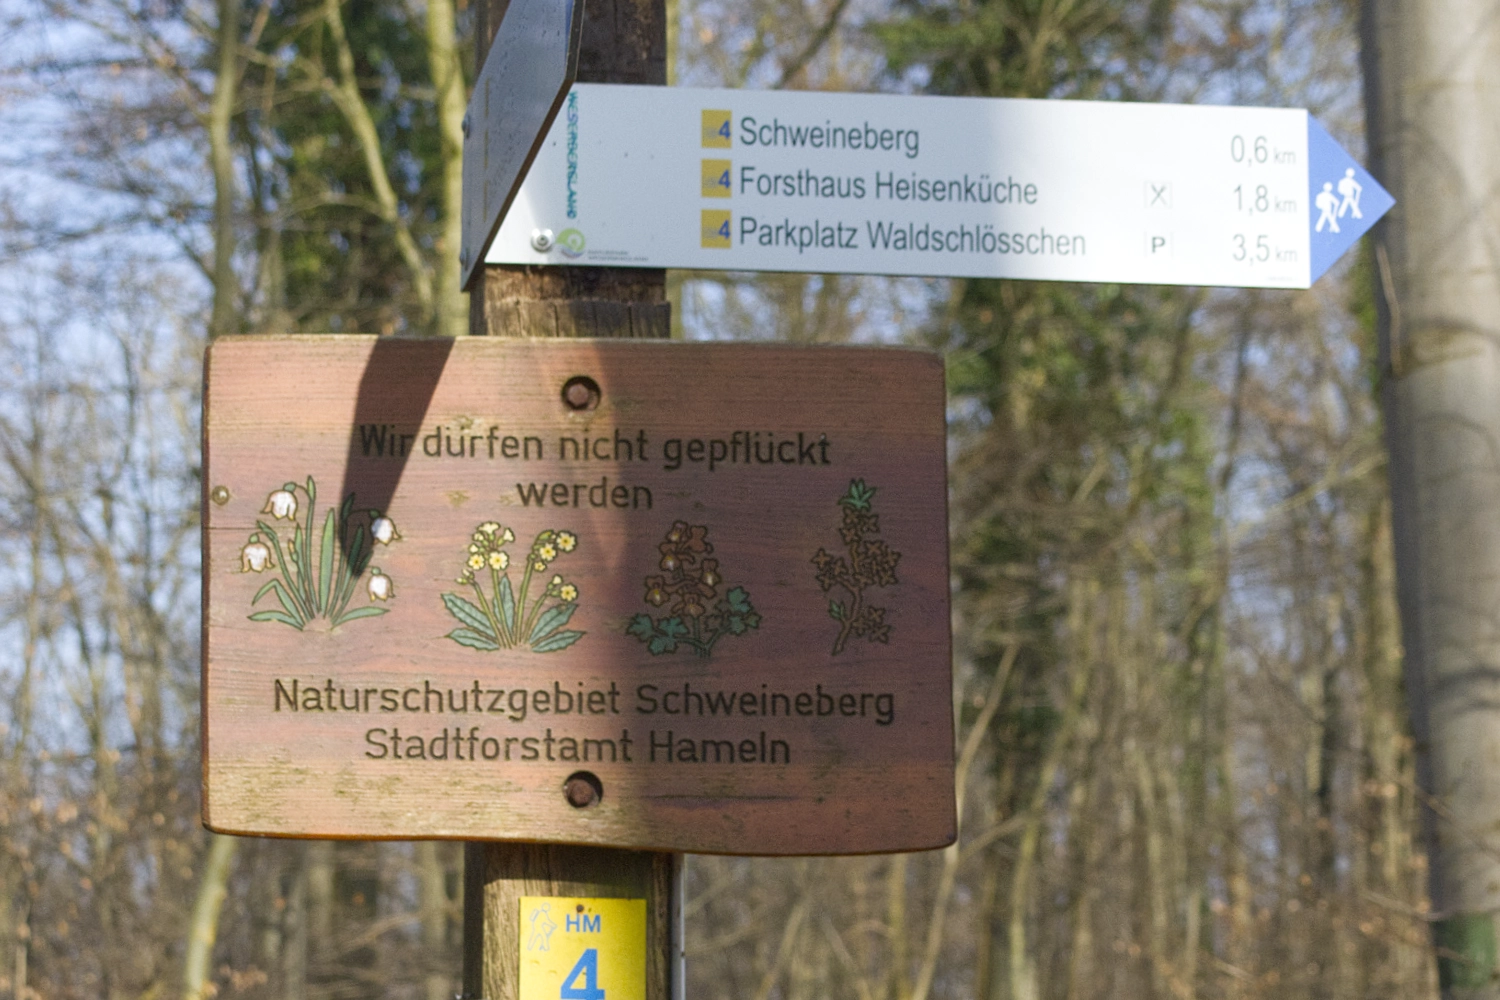 WESERBERGLAND
4 Schweineberg 0,6 km
4 Forsthaus Heisenküche X 1,8 km
4 Parkplatz Waldschlösschen P 3,5 km
Wir dürfen nicht gepflückt
werden
Naturschutzgebiet Schweineberg
Stadtforstamt Hameln
HM
4